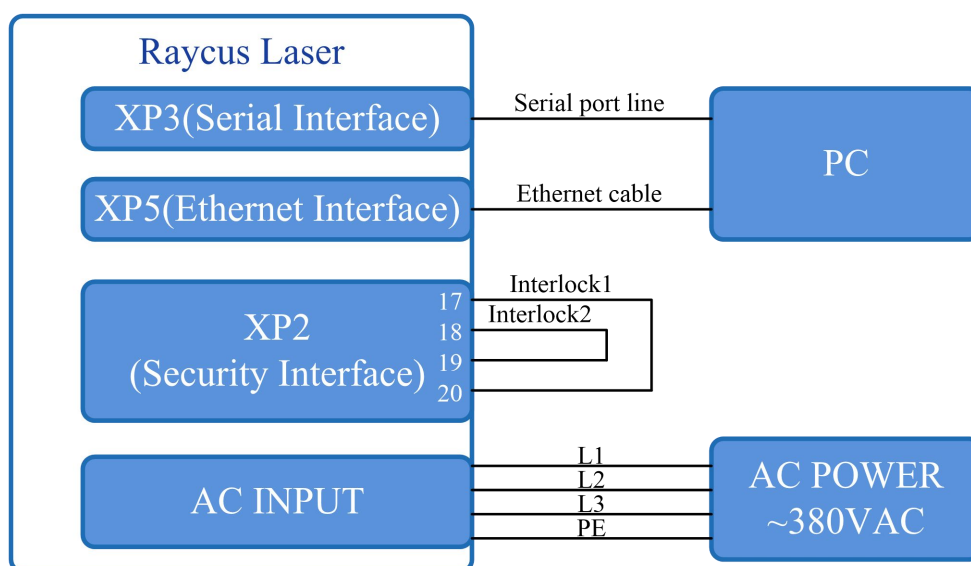 Raycus Laser
XP3(Serial Interface)
Serial port line
PC
XP5(Ethernet Interface)
Ethernet cable
XP2
(Security Interface)
17
18
19
20
Interlock1
Interlock2
AC INPUT
L1
L2
L3
PE
AC POWER
~380VAC